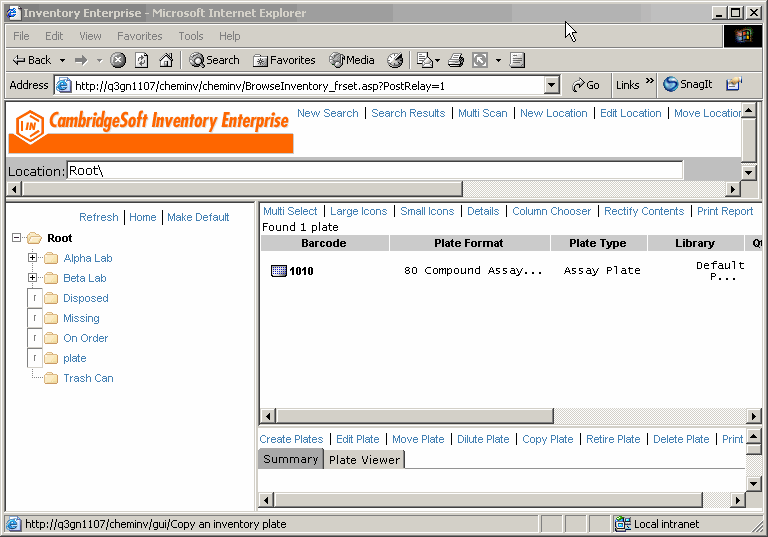 Inventory Enterprise - Microsoft Internet Explorer
File Edit View Favorites Tools Help
Back Search Favorites Media
Address http://q3gn1107/cheminv/cheminv/BrowseInventory_frset.asp?PostRelay=1 Go Links » SnagIt
IN CambridgeSoft Inventory Enterprise
New Search | Search Results | Multi Scan | New Location | Edit Location | Move Location
Location: Root\
Refresh | Home | Make Default
Root
Alpha Lab
Beta Lab
Disposed
Missing
On Order
plate
Trash Can
Multi Select | Large Icons | Small Icons | Details | Column Chooser | Rectify Contents | Print Report
Found 1 plate
Barcode Plate Format Plate Type Library
1010 80 Compound Assay... Assay Plate Default P...
Create Plates | Edit Plate | Move Plate | Dilute Plate | Copy Plate | Retire Plate | Delete Plate | Print
Summary Plate Viewer
http://q3gn1107/cheminv/gui/Copy an inventory plate Local intranet